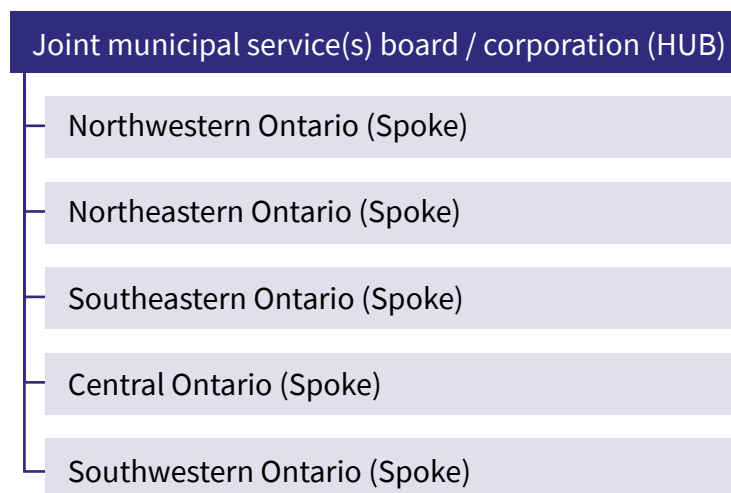 Joint municipal service(s) board / corporation (HUB)
Northwestern Ontario (Spoke)
Northeastern Ontario (Spoke)
Southeastern Ontario (Spoke)
Central Ontario (Spoke)
Southwestern Ontario (Spoke)